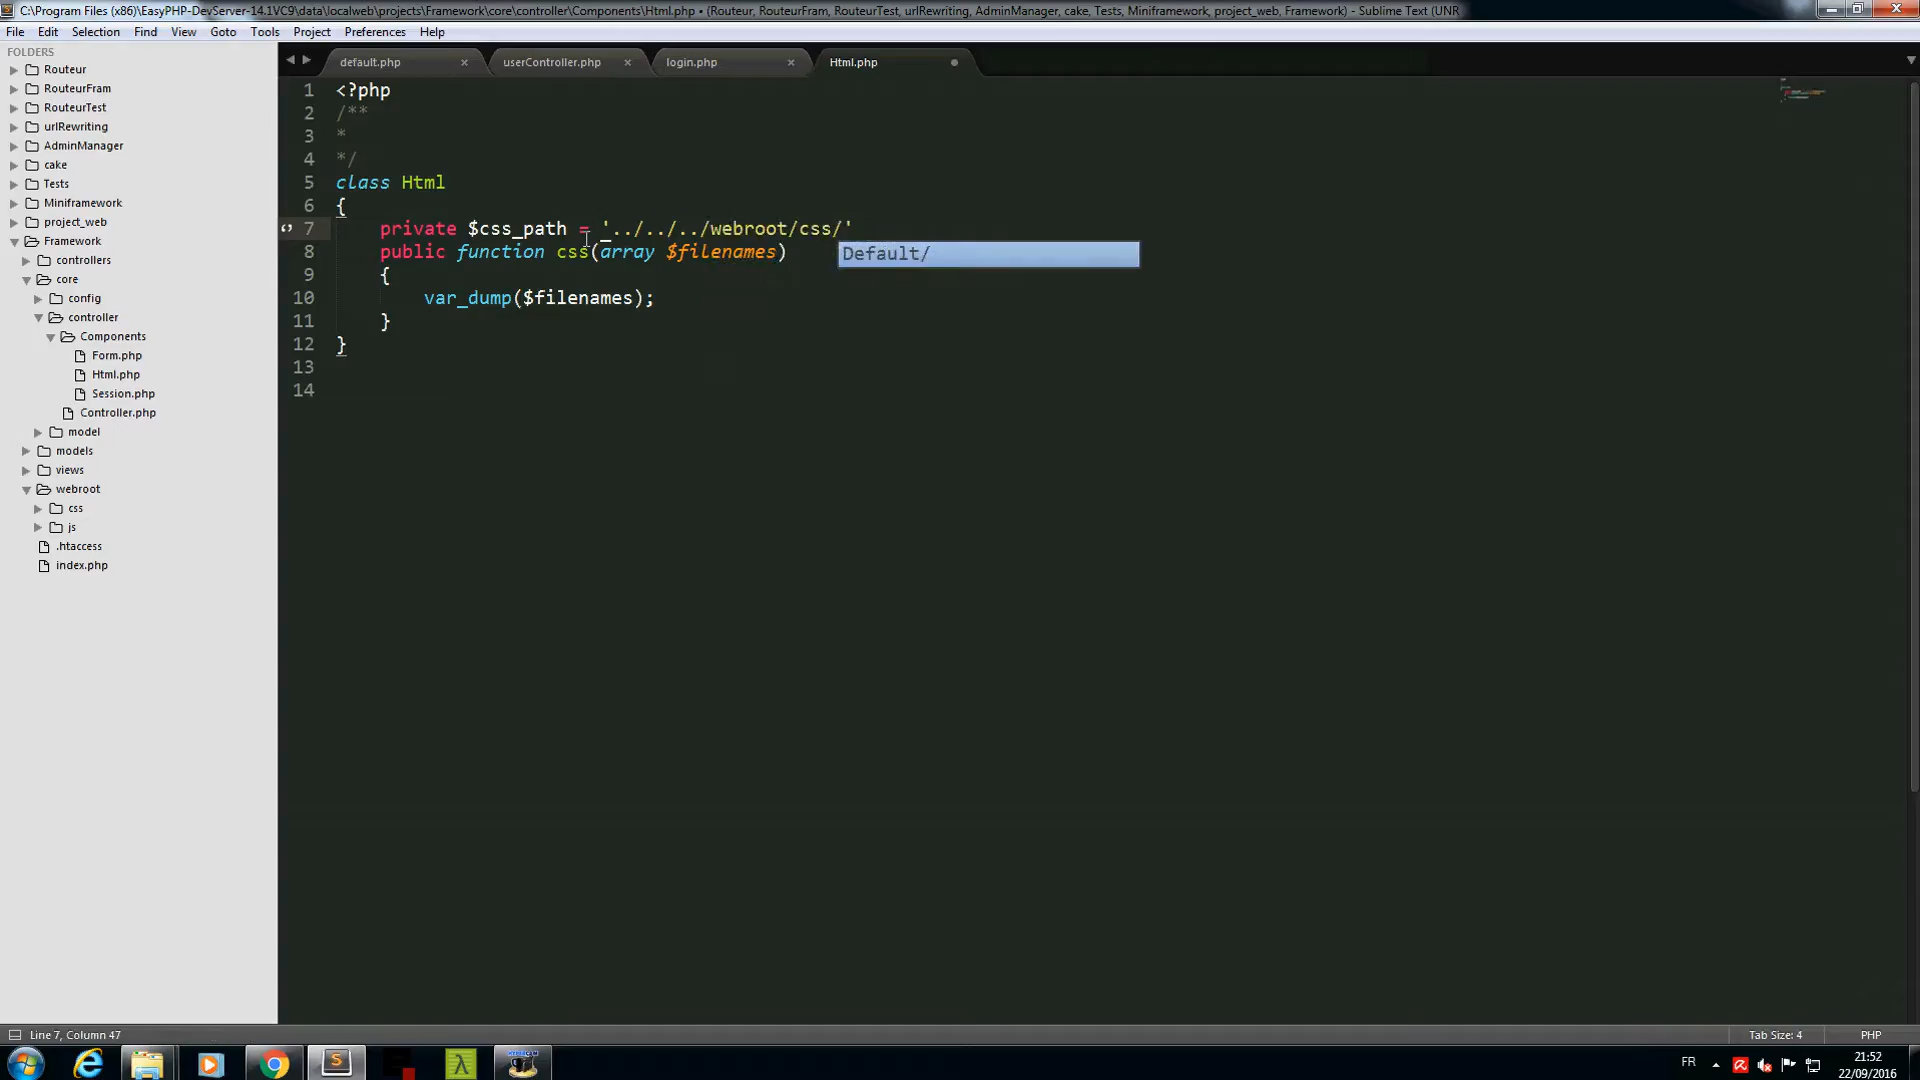 C:\Program Files (x86)\EasyPHP-DevServer-14.1VC9\data\localweb\projects\Framework\core\controller\Components\Html.php • (Routeur, RouteurFram, RouteurTest, urlRewriting, AdminManager, cake, Tests, Miniframework, project_web, Framework) - Sublime Text (UNR
File Edit Selection Find View Goto Tools Project Preferences Help
FOLDERS
Routeur
RouteurFram
RouteurTest
urlRewriting
AdminManager
cake
Tests
Miniframework
project_web
Framework
controllers
core
config
controller
Components
Form.php
Html.php
Session.php
Controller.php
model
models
views
webroot
css
js
.htaccess
index.php
default.php × userController.php × login.php × Html.php
1 <?php
2 /**
3 *
4 */
5 class Html
6 {
7 private $css_path = '../../../webroot/css/'
8 public function css(array $filenames)
Default/
9 {
10 var_dump($filenames);
11 }
12 }
13
14
Line 7, Column 47
Tab Size: 4 PHP
FR
21:52
22/09/2016